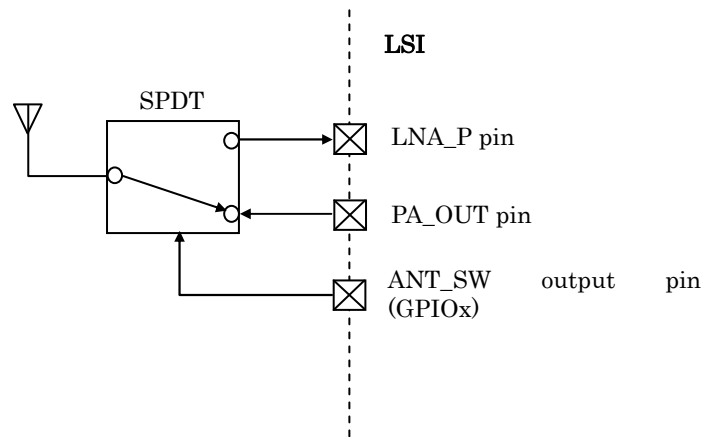 LSI
SPDT
LNA_P pin
PA_OUT pin
ANT_SW output pin
(GPIOx)